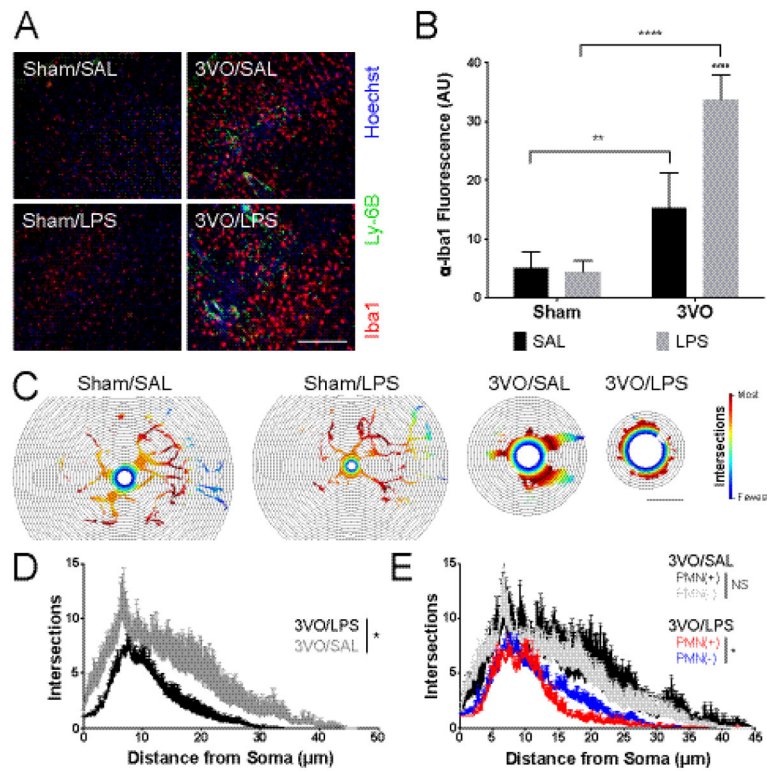 A
Sham/SAL
3VO/SAL
Sham/LPS
3VO/LPS
Hoechst
Ly-6B
Iba1
B
α-Iba1 Fluorescence (AU)
40
30
20
10
0
**
****
****
Sham
3VO
SAL
LPS
C
Sham/SAL
Sham/LPS
3VO/SAL
3VO/LPS
Intersections
Most
Fewest
D
Intersections
15
10
5
0
0
10
20
30
40
50
Distance from Soma (μm)
3VO/LPS
3VO/SAL
*
E
Intersections
15
10
5
0
0
5
10
15
20
25
30
35
40
45
Distance from Soma (μm)
3VO/SAL
PMN(+)
PMN(-)
NS
3VO/LPS
PMN(+)
PMN(-)
*